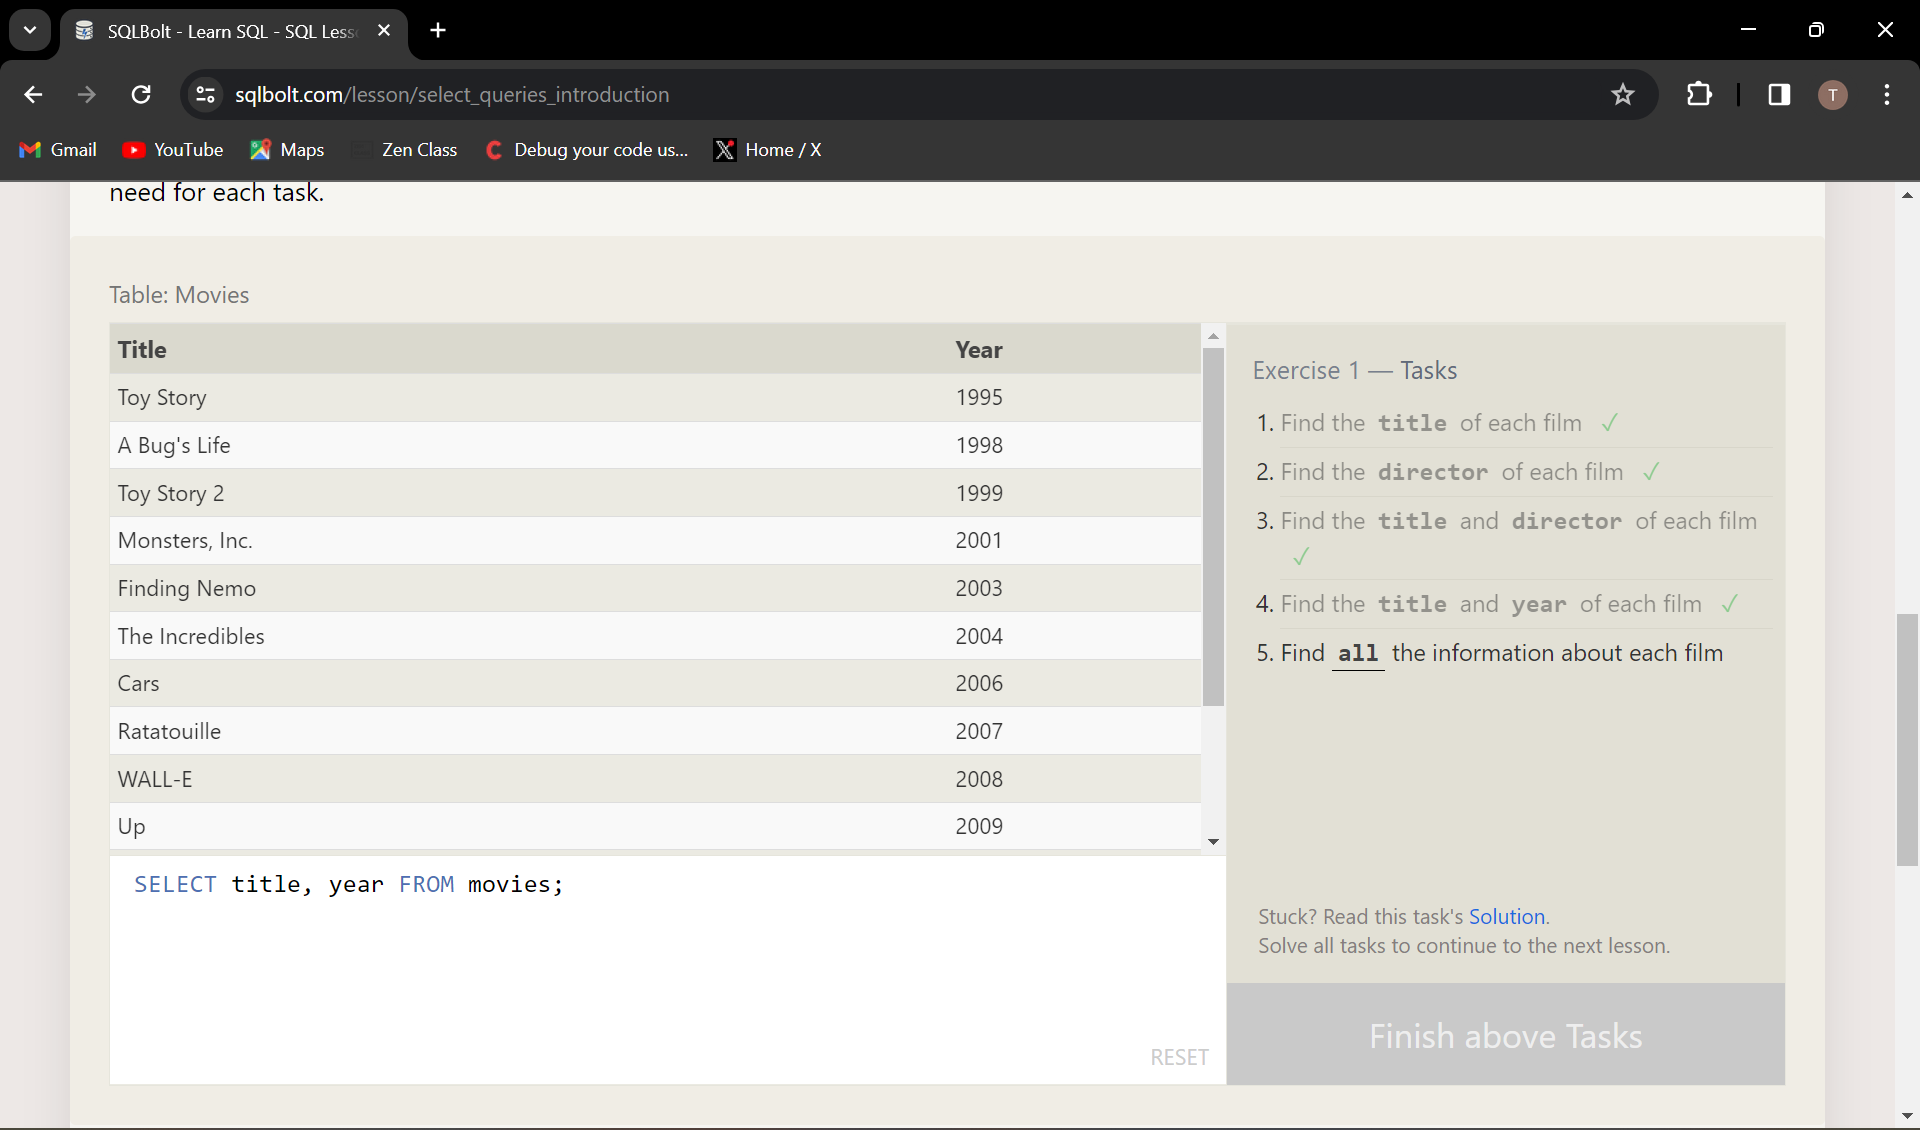 SQLBolt - Learn SQL - SQL Less
sqlbolt.com/lesson/select_queries_introduction
T
Gmail
YouTube
Maps
Zen Class
Debug your code us...
Home / X
need for each task.
Table: Movies
Title Year
Toy Story 1995
A Bug's Life 1998
Toy Story 2 1999
Monsters, Inc. 2001
Finding Nemo 2003
The Incredibles 2004
Cars 2006
Ratatouille 2007
WALL-E 2008
Up 2009
SELECT title, year FROM movies;
RESET
Exercise 1 — Tasks
1. Find the title of each film ✓
2. Find the director of each film ✓
3. Find the title and director of each film
✓
4. Find the title and year of each film ✓
5. Find all the information about each film
Stuck? Read this task's Solution.
Solve all tasks to continue to the next lesson.
Finish above Tasks